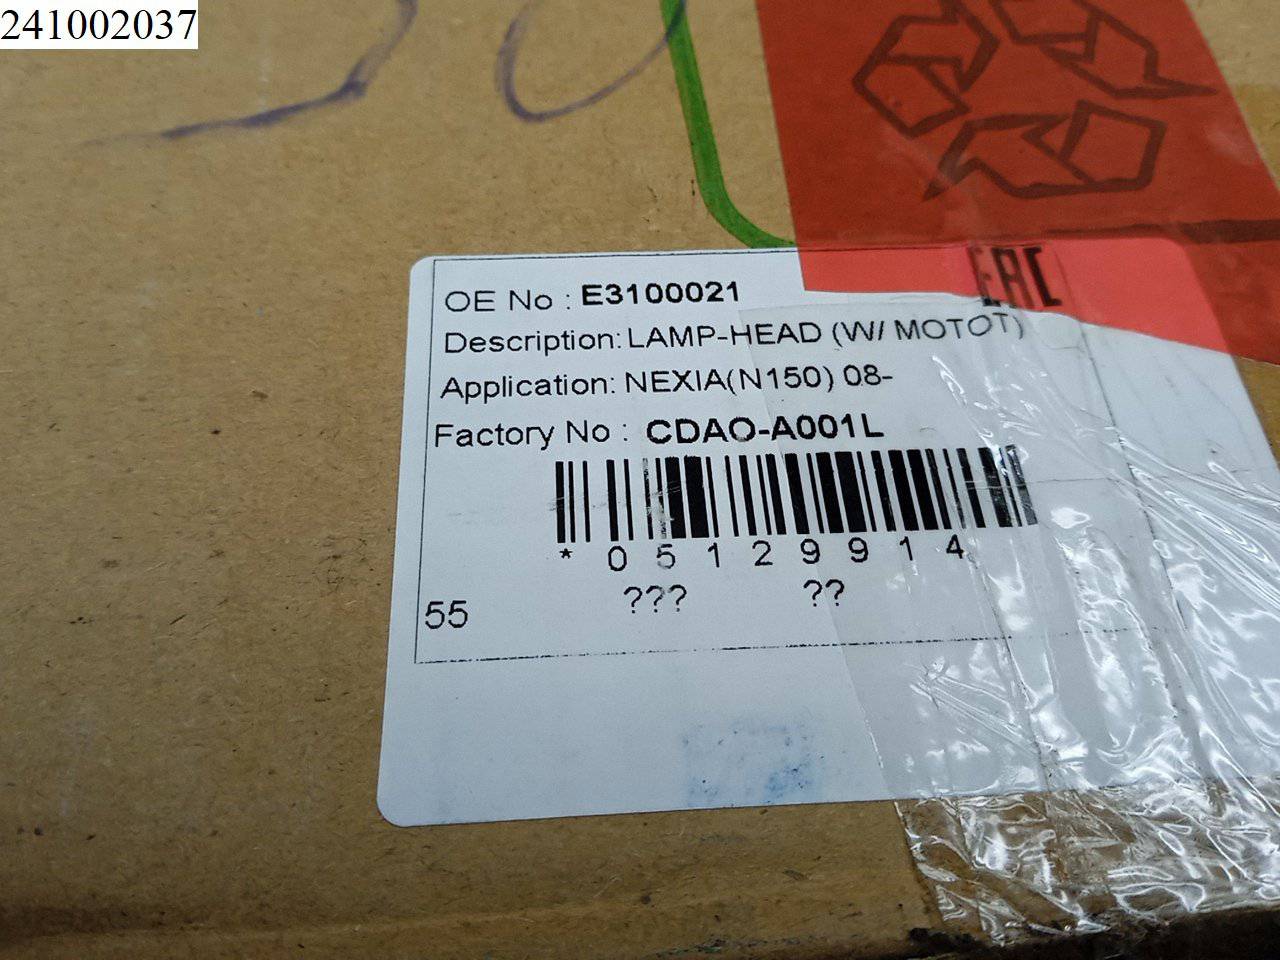 241002037
EAC
OE No : E3100021
Description: LAMP-HEAD (W/ MOTOT)
Application: NEXIA(N150) 08-
Factory No : CDAO-A001L
* 0 5 1 2 9 9 1 4
??? ??
55